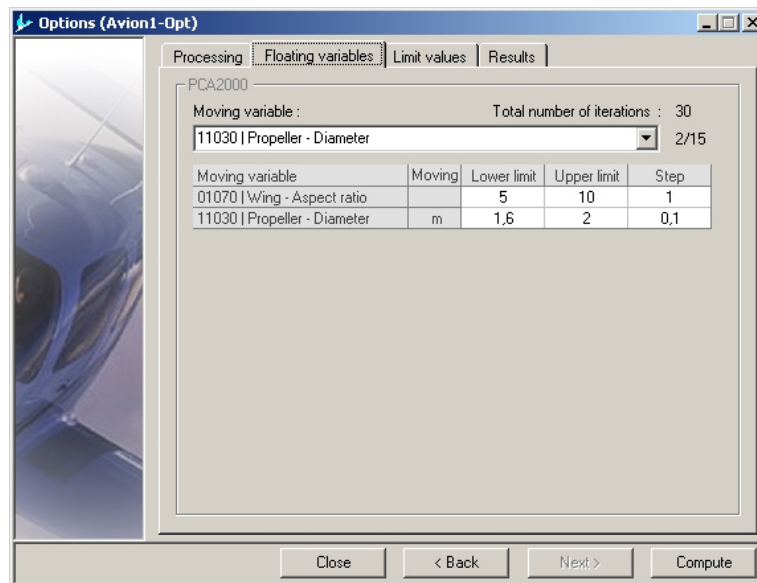 Options (Avion1-Opt)
Processing Floating variables Limit values Results
PCA2000
Moving variable : Total number of iterations : 30
11030 | Propeller - Diameter 2/15
Moving variable Moving Lower limit Upper limit Step
01070 | Wing - Aspect ratio 5 10 1
11030 | Propeller - Diameter m 1,6 2 0,1
Close < Back Next > Compute